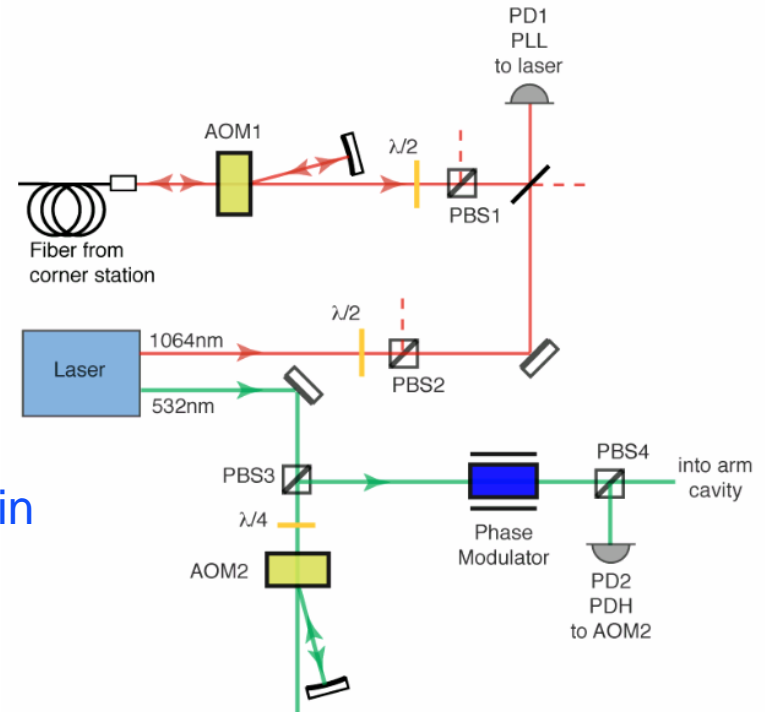 PD1
PLL
to laser
AOM1
λ/2
PBS1
Fiber from
corner station
λ/2
1064nm
Laser
PBS2
532nm
PBS3
PBS4
into arm
cavity
in
λ/4
Phase
Modulator
AOM2
PD2
PDH
to AOM2